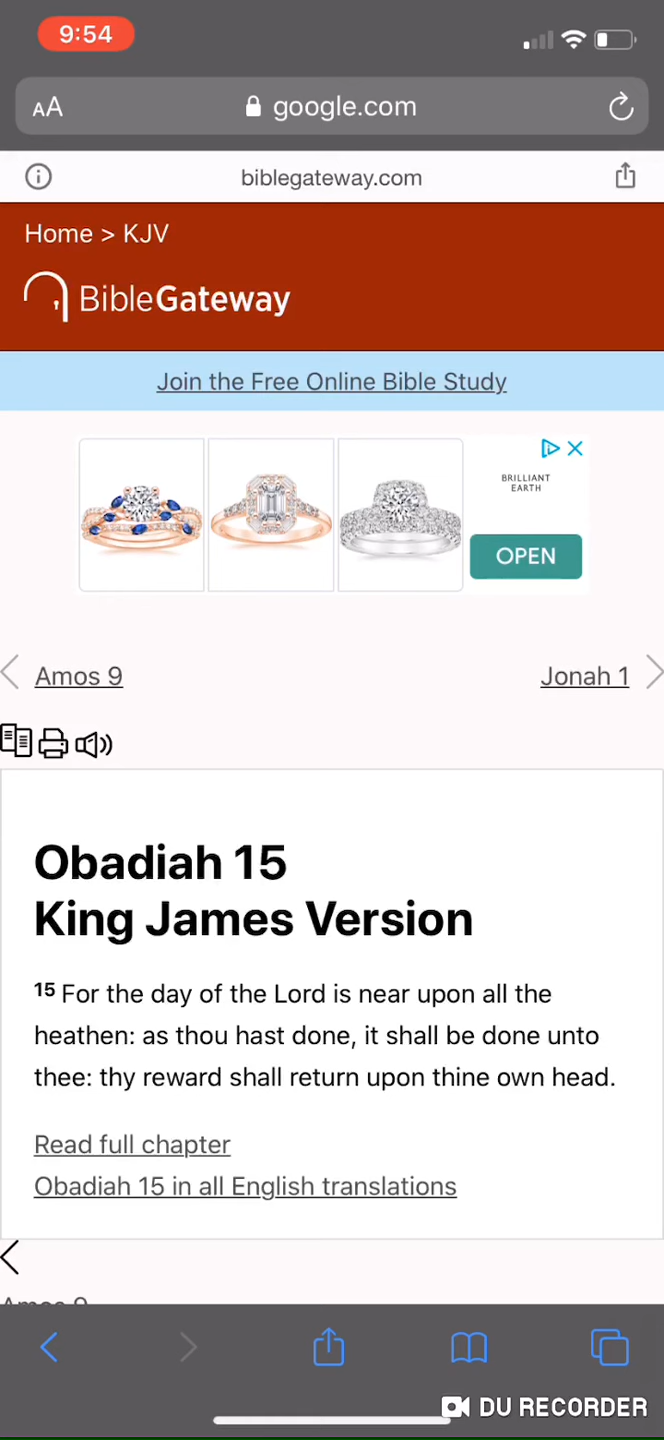 9:54
AA google.com
biblegateway.com
Home > KJV
BibleGateway
Join the Free Online Bible Study
BRILLIANT
EARTH
OPEN
Amos 9 Jonah 1
Obadiah 15
King James Version
15 For the day of the Lord is near upon all the
heathen: as thou hast done, it shall be done unto
thee: thy reward shall return upon thine own head.
Read full chapter
Obadiah 15 in all English translations
Amos 9
DU RECORDER